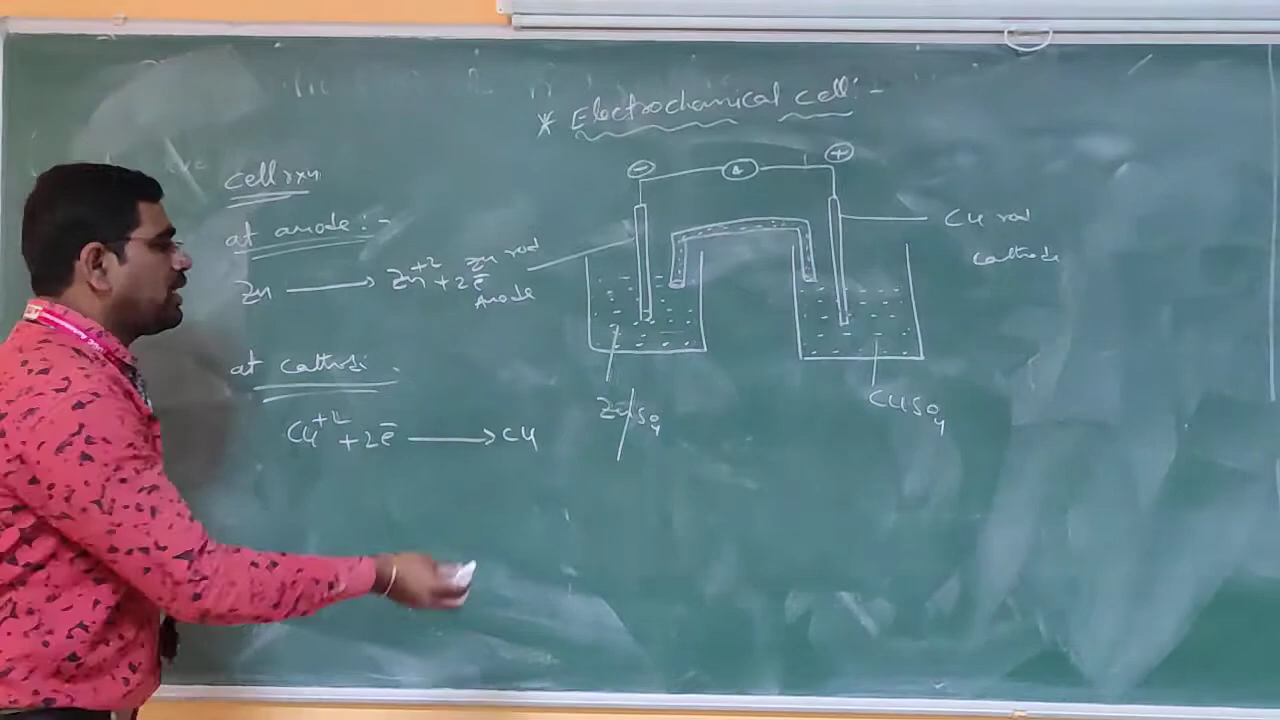 * Electrochamical cell:-
cell rxn
at anode:-
Zn ⟶ Zn⁺² + 2e⁻
at cathode:
Cu⁺² + 2e⁻ ⟶ Cu
−
A
+
Zn rod
Anode
Cu rod
Cathode
ZnSO₄
CuSO₄